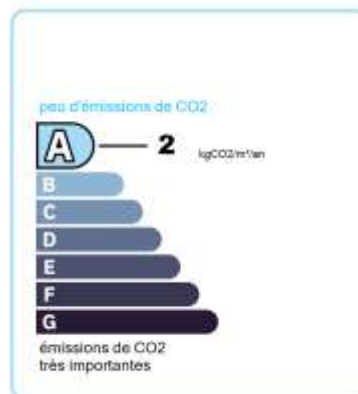 peu d'émissions de CO2
A 2 kgCO2/m²/an
B
C
D
E
F
G
émissions de CO2
très importantes